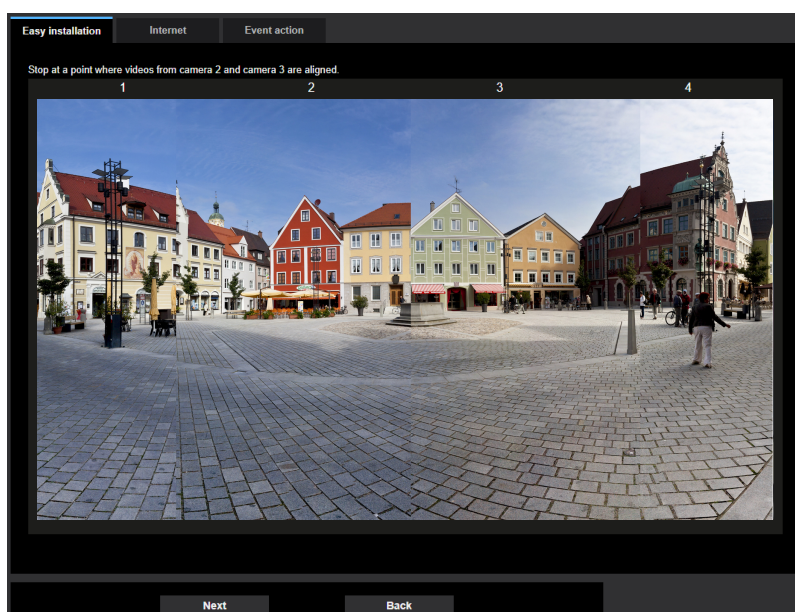 Easy installation Internet Event action
Stop at a point where videos from camera 2 and camera 3 are aligned.
1 2 3 4
Next Back